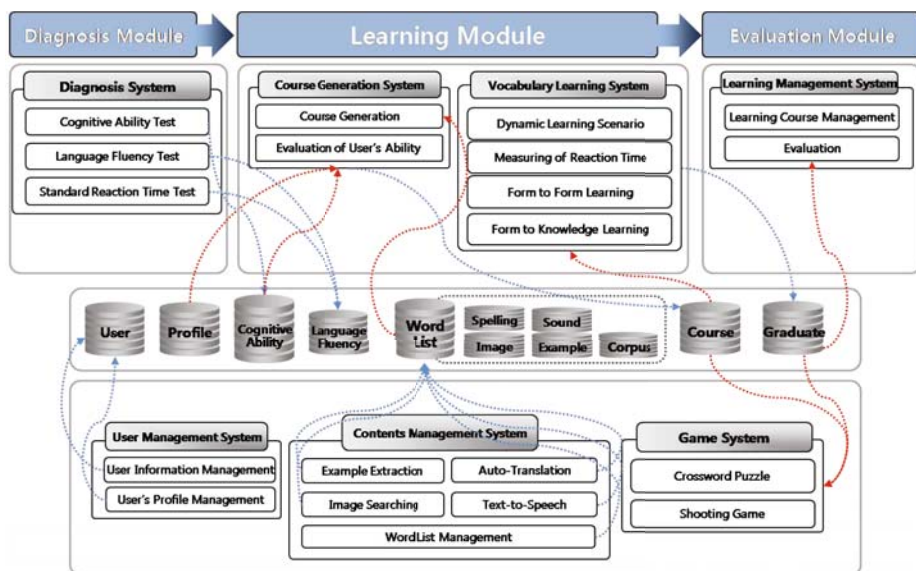 Diagnosis Module
Learning Module
Evaluation Module
Diagnosis System
Cognitive Ability Test
Language Fluency Test
Standard Reaction Time Test
Course Generation System
Course Generation
Evaluation of User's Ability
Vocabulary Learning System
Dynamic Learning Scenario
Measuring of Reaction Time
Form to Form Learning
Form to Knowledge Learning
Learning Management System
Learning Course Management
Evaluation
User
Profile
Cognitive
Ability
Language
Fluency
Word
List
Spelling
Sound
Image
Example
Corpus
Course
Graduate
User Management System
User Information Management
User's Profile Management
Contents Management System
Example Extraction
Auto-Translation
Image Searching
Text-to-Speech
WordList Management
Game System
Crossword Puzzle
Shooting Game